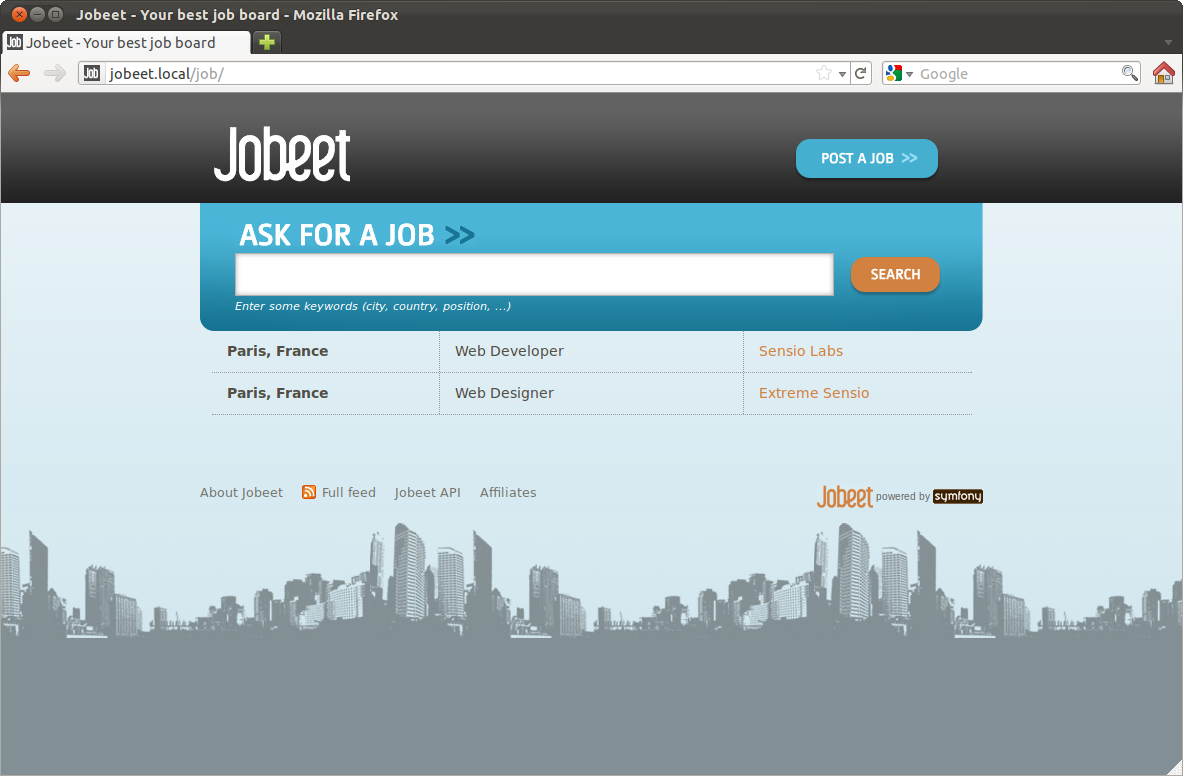 Jobeet - Your best job board - Mozilla Firefox
Job Jobeet - Your best job board
Job jobeet.local/job/ Google
Jobeet
POST A JOB >>
ASK FOR A JOB >>
SEARCH
Enter some keywords (city, country, position, ...)
Paris, France Web Developer Sensio Labs
Paris, France Web Designer Extreme Sensio
About Jobeet Full feed Jobeet API Affiliates Jobeet powered by symfony